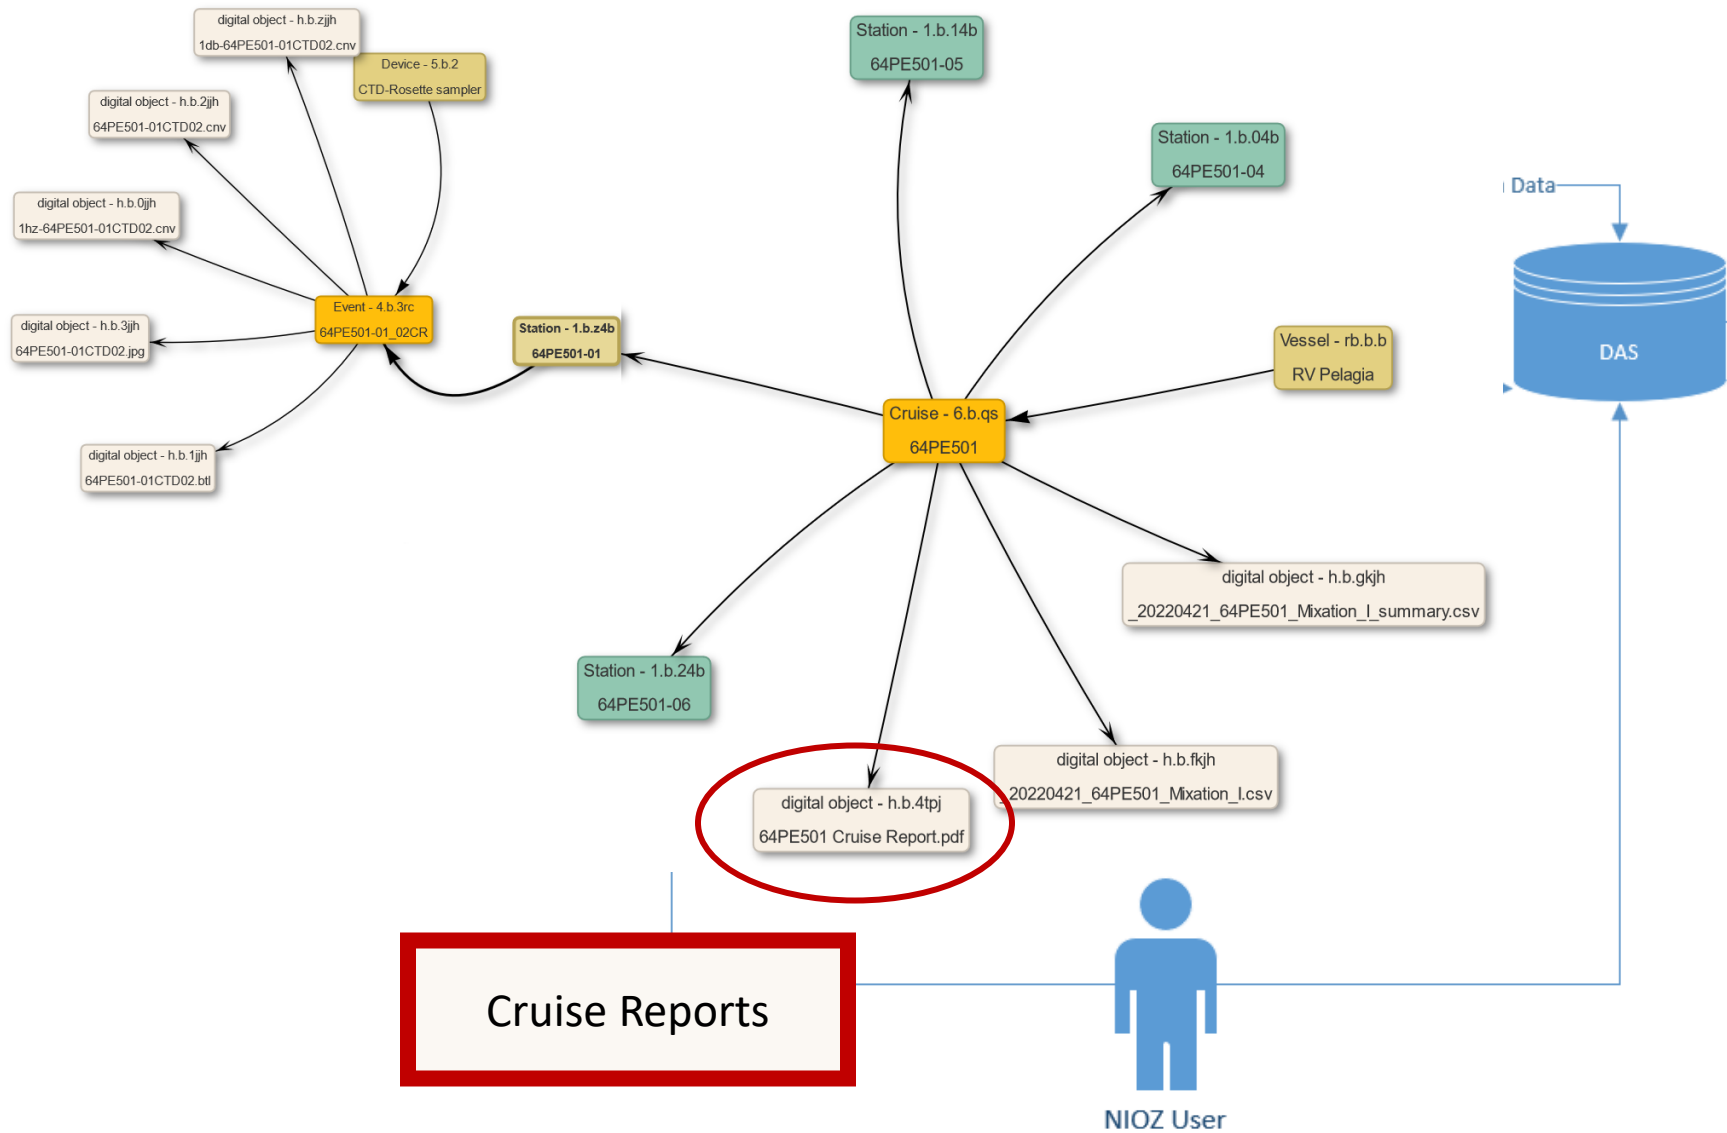 digital object - h.b.zjjh
1db-64PE501-01CTD02.cnv
Device - 5.b.2
CTD-Rosette sampler
digital object - h.b.2jjh
64PE501-01CTD02.cnv
digital object - h.b.0jjh
1hz-64PE501-01CTD02.cnv
digital object - h.b.3jjh
64PE501-01CTD02.jpg
digital object - h.b.1jjh
64PE501-01CTD02.btl
Event - 4.b.3rc
64PE501-01_02CR
Station - 1.b.z4b
64PE501-01
Station - 1.b.14b
64PE501-05
Station - 1.b.04b
64PE501-04
Vessel - rb.b.b
RV Pelagia
Cruise - 6.b.qs
64PE501
Station - 1.b.24b
64PE501-06
digital object - h.b.gkjh
_20220421_64PE501_Mixation_I_summary.csv
digital object - h.b.fkjh
_20220421_64PE501_Mixation_I.csv
digital object - h.b.4tpj
64PE501 Cruise Report.pdf
Data
DAS
Cruise Reports
NIOZ User